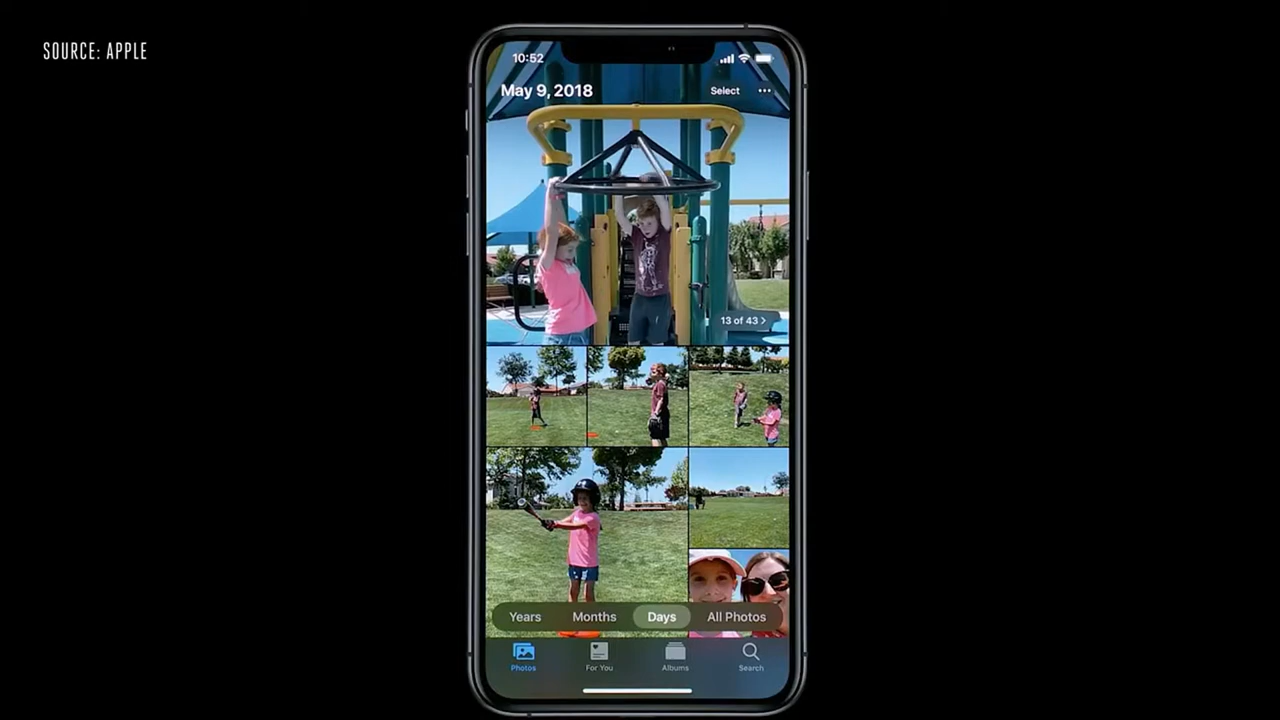 SOURCE: APPLE
10:52
May 9, 2018 Select
13 of 43
Years Months Days All Photos
Photos For You Albums Search